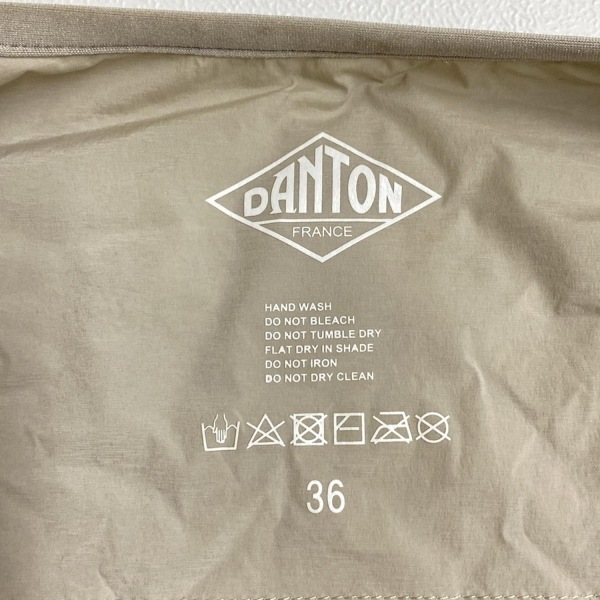 DANTON
FRANCE
HAND WASH
DO NOT BLEACH
DO NOT TUMBLE DRY
FLAT DRY IN SHADE
DO NOT IRON
DO NOT DRY CLEAN
36